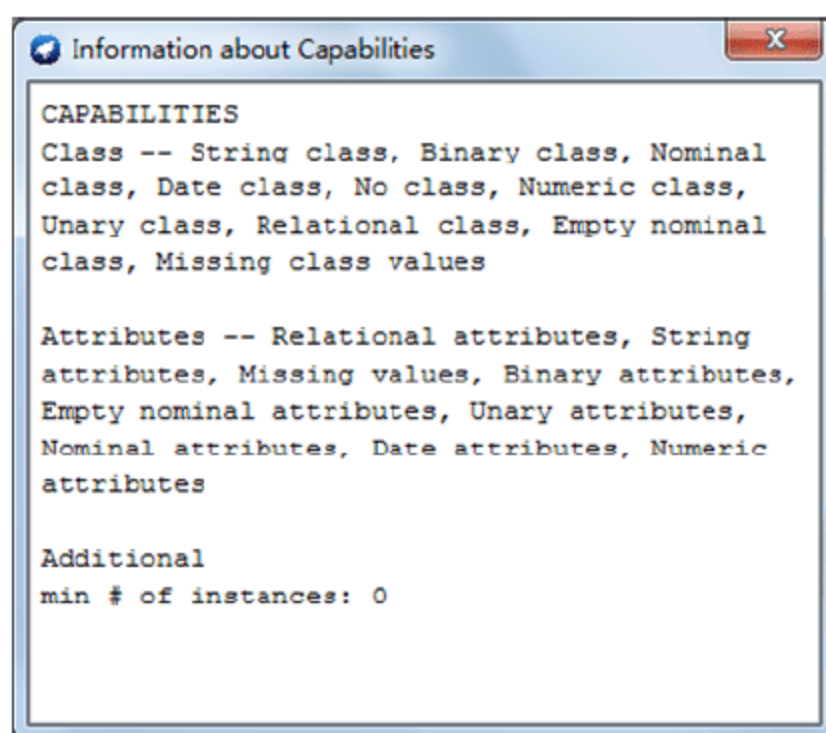 Information about Capabilities
CAPABILITIES
Class -- String class, Binary class, Nominal
class, Date class, No class, Numeric class,
Unary class, Relational class, Empty nominal
class, Missing class values
Attributes -- Relational attributes, String
attributes, Missing values, Binary attributes,
Empty nominal attributes, Unary attributes,
Nominal attributes, Date attributes, Numeric
attributes
Additional
min # of instances: 0